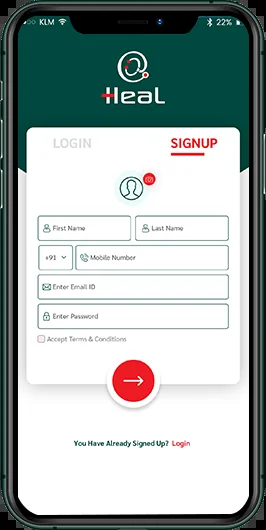 KLM 22%
Heal
LOGIN SIGNUP
First Name Last Name
+91 Mobile Number
Enter Email ID
Enter Password
Accept Terms & Conditions
You Have Already Signed Up? Login